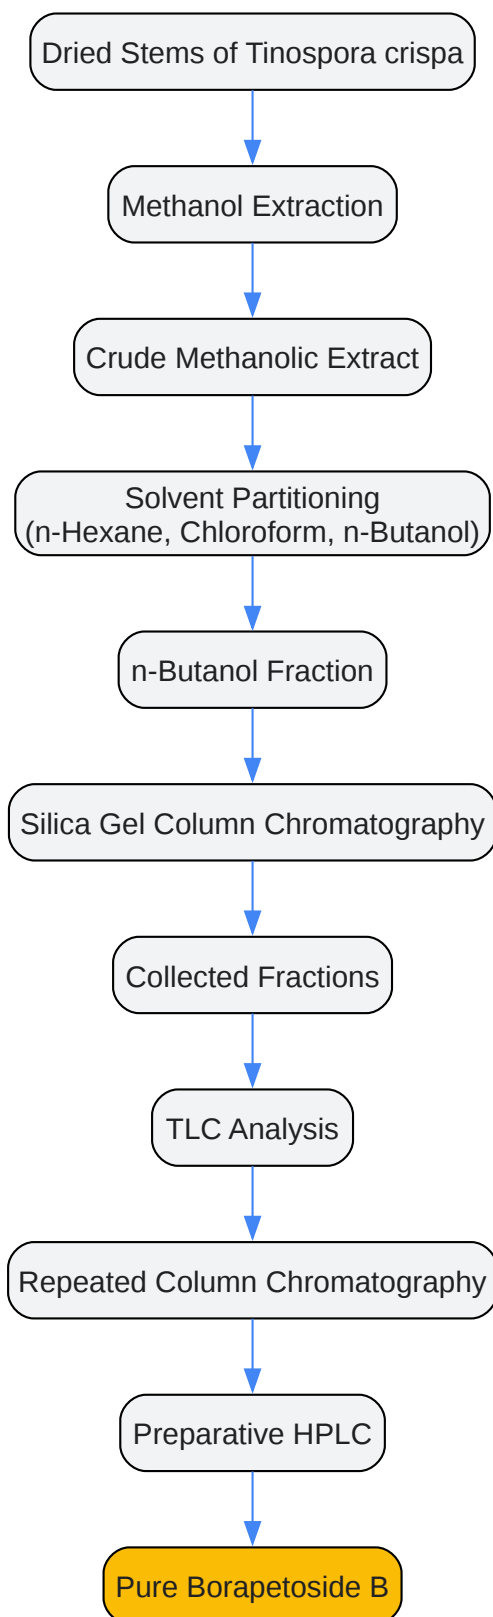 Dried Stems of Tinospora crispa
Methanol Extraction
Crude Methanolic Extract
Solvent Partitioning
(n-Hexane, Chloroform, n-Butanol)
n-Butanol Fraction
Silica Gel Column Chromatography
Collected Fractions
TLC Analysis
Repeated Column Chromatography
Preparative HPLC
Pure Borapetoside B